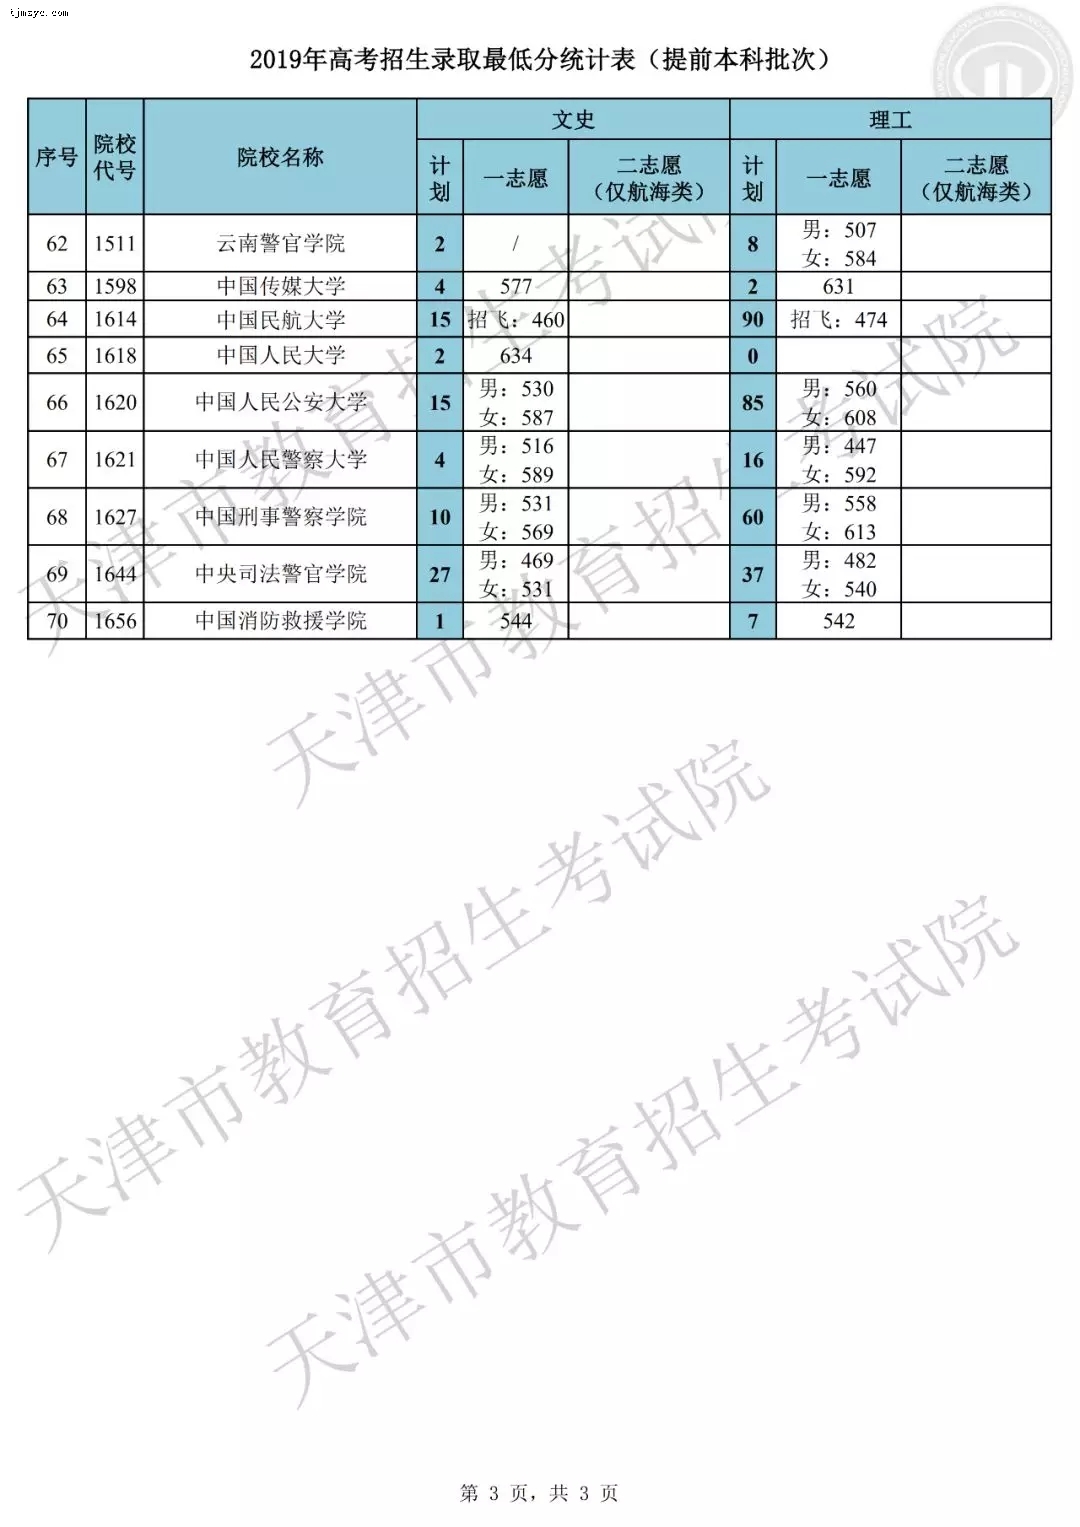 tjmsyc.com
2019年高考招生录取最低分统计表（提前本科批次）
序号 院校代号 院校名称 文史 理工
计划 一志愿 二志愿（仅航海类） 计划 一志愿 二志愿（仅航海类）
62 1511 云南警官学院 2 / 8 男：507 女：584
63 1598 中国传媒大学 4 577 2 631
64 1614 中国民航大学 15 招飞：460 90 招飞：474
65 1618 中国人民大学 2 634 0
66 1620 中国人民公安大学 15 男：530 女：587 85 男：560 女：608
67 1621 中国人民警察大学 4 男：516 女：589 16 男：447 女：592
68 1627 中国刑事警察学院 10 男：531 女：569 60 男：558 女：613
69 1644 中央司法警官学院 27 男：469 女：531 37 男：482 女：540
70 1656 中国消防救援学院 1 544 7 542
天津市教育招生考试院
天津市教育招生考试院
天津市教育招生考试院
天津市教育招生考试院
第 3 页，共 3 页